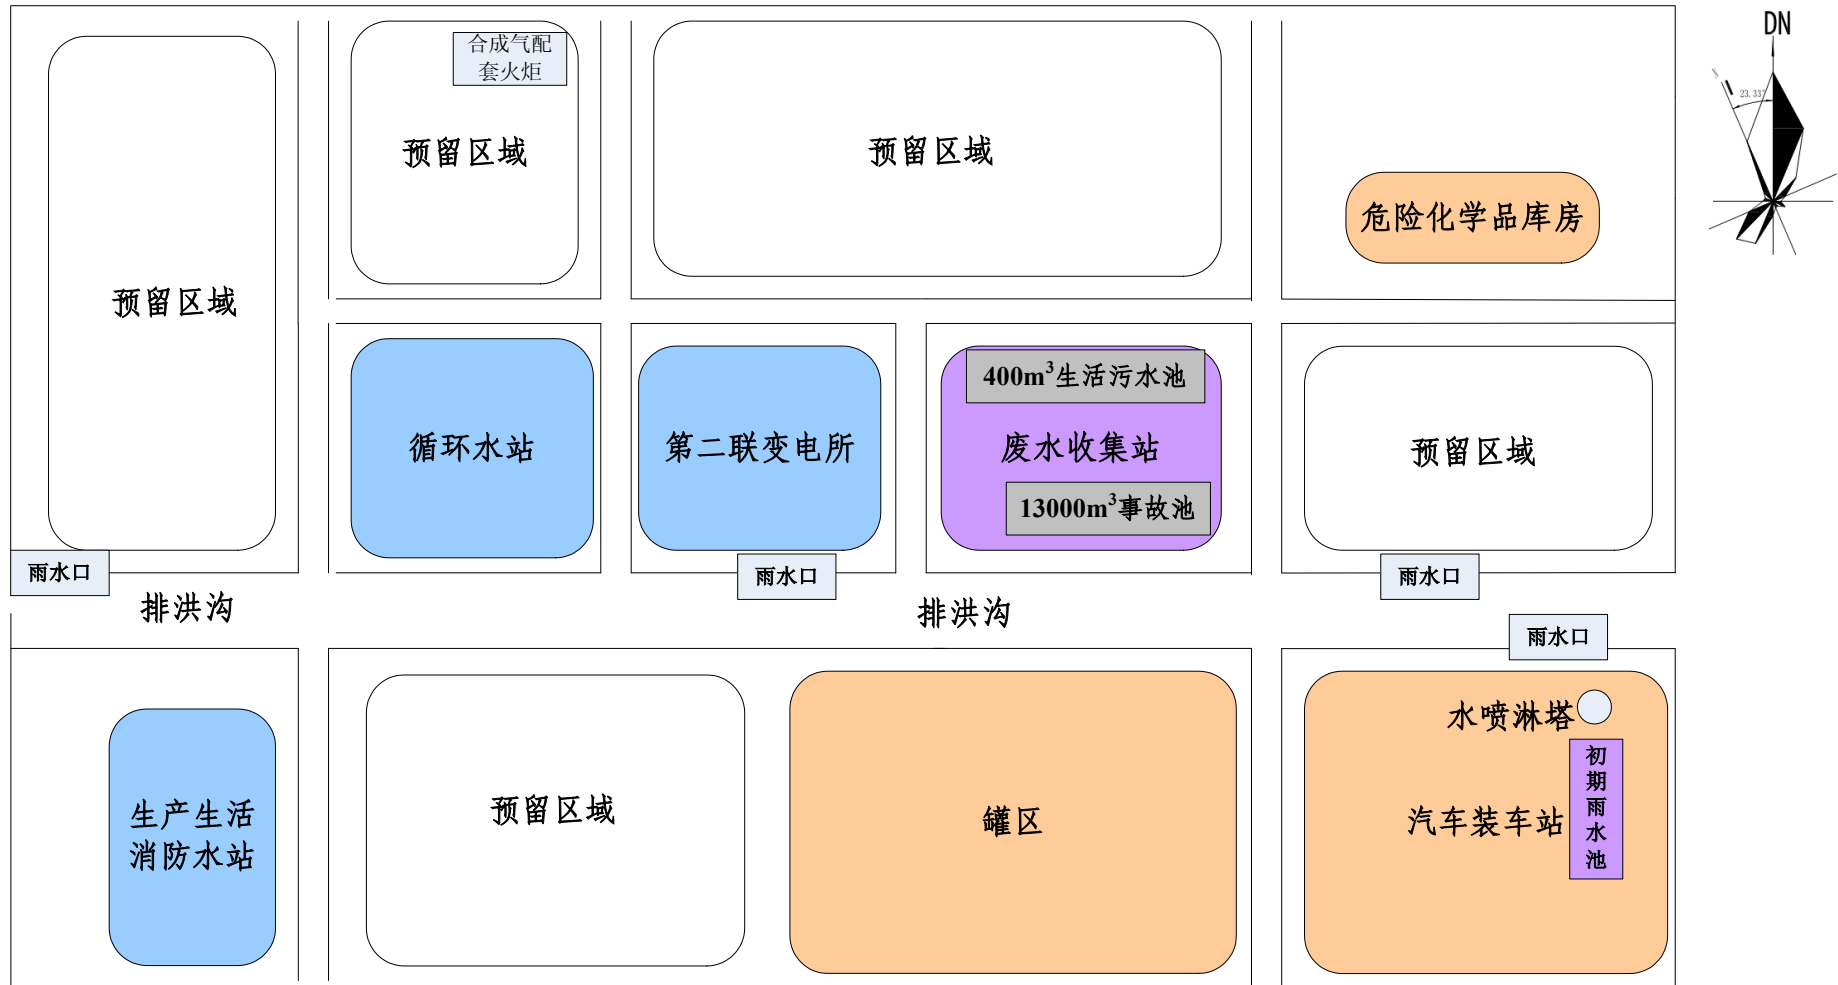 DN
23.33°
合成气配
套火炬
预留区域
预留区域
危险化学品库房
预留区域
400m³生活污水池
循环水站
第二联变电所
废水收集站
预留区域
13000m³事故池
雨水口
雨水口
雨水口
排洪沟
排洪沟
雨水口
水喷淋塔
初
期
雨
水
池
生产生活
消防水站
预留区域
罐区
汽车装车站